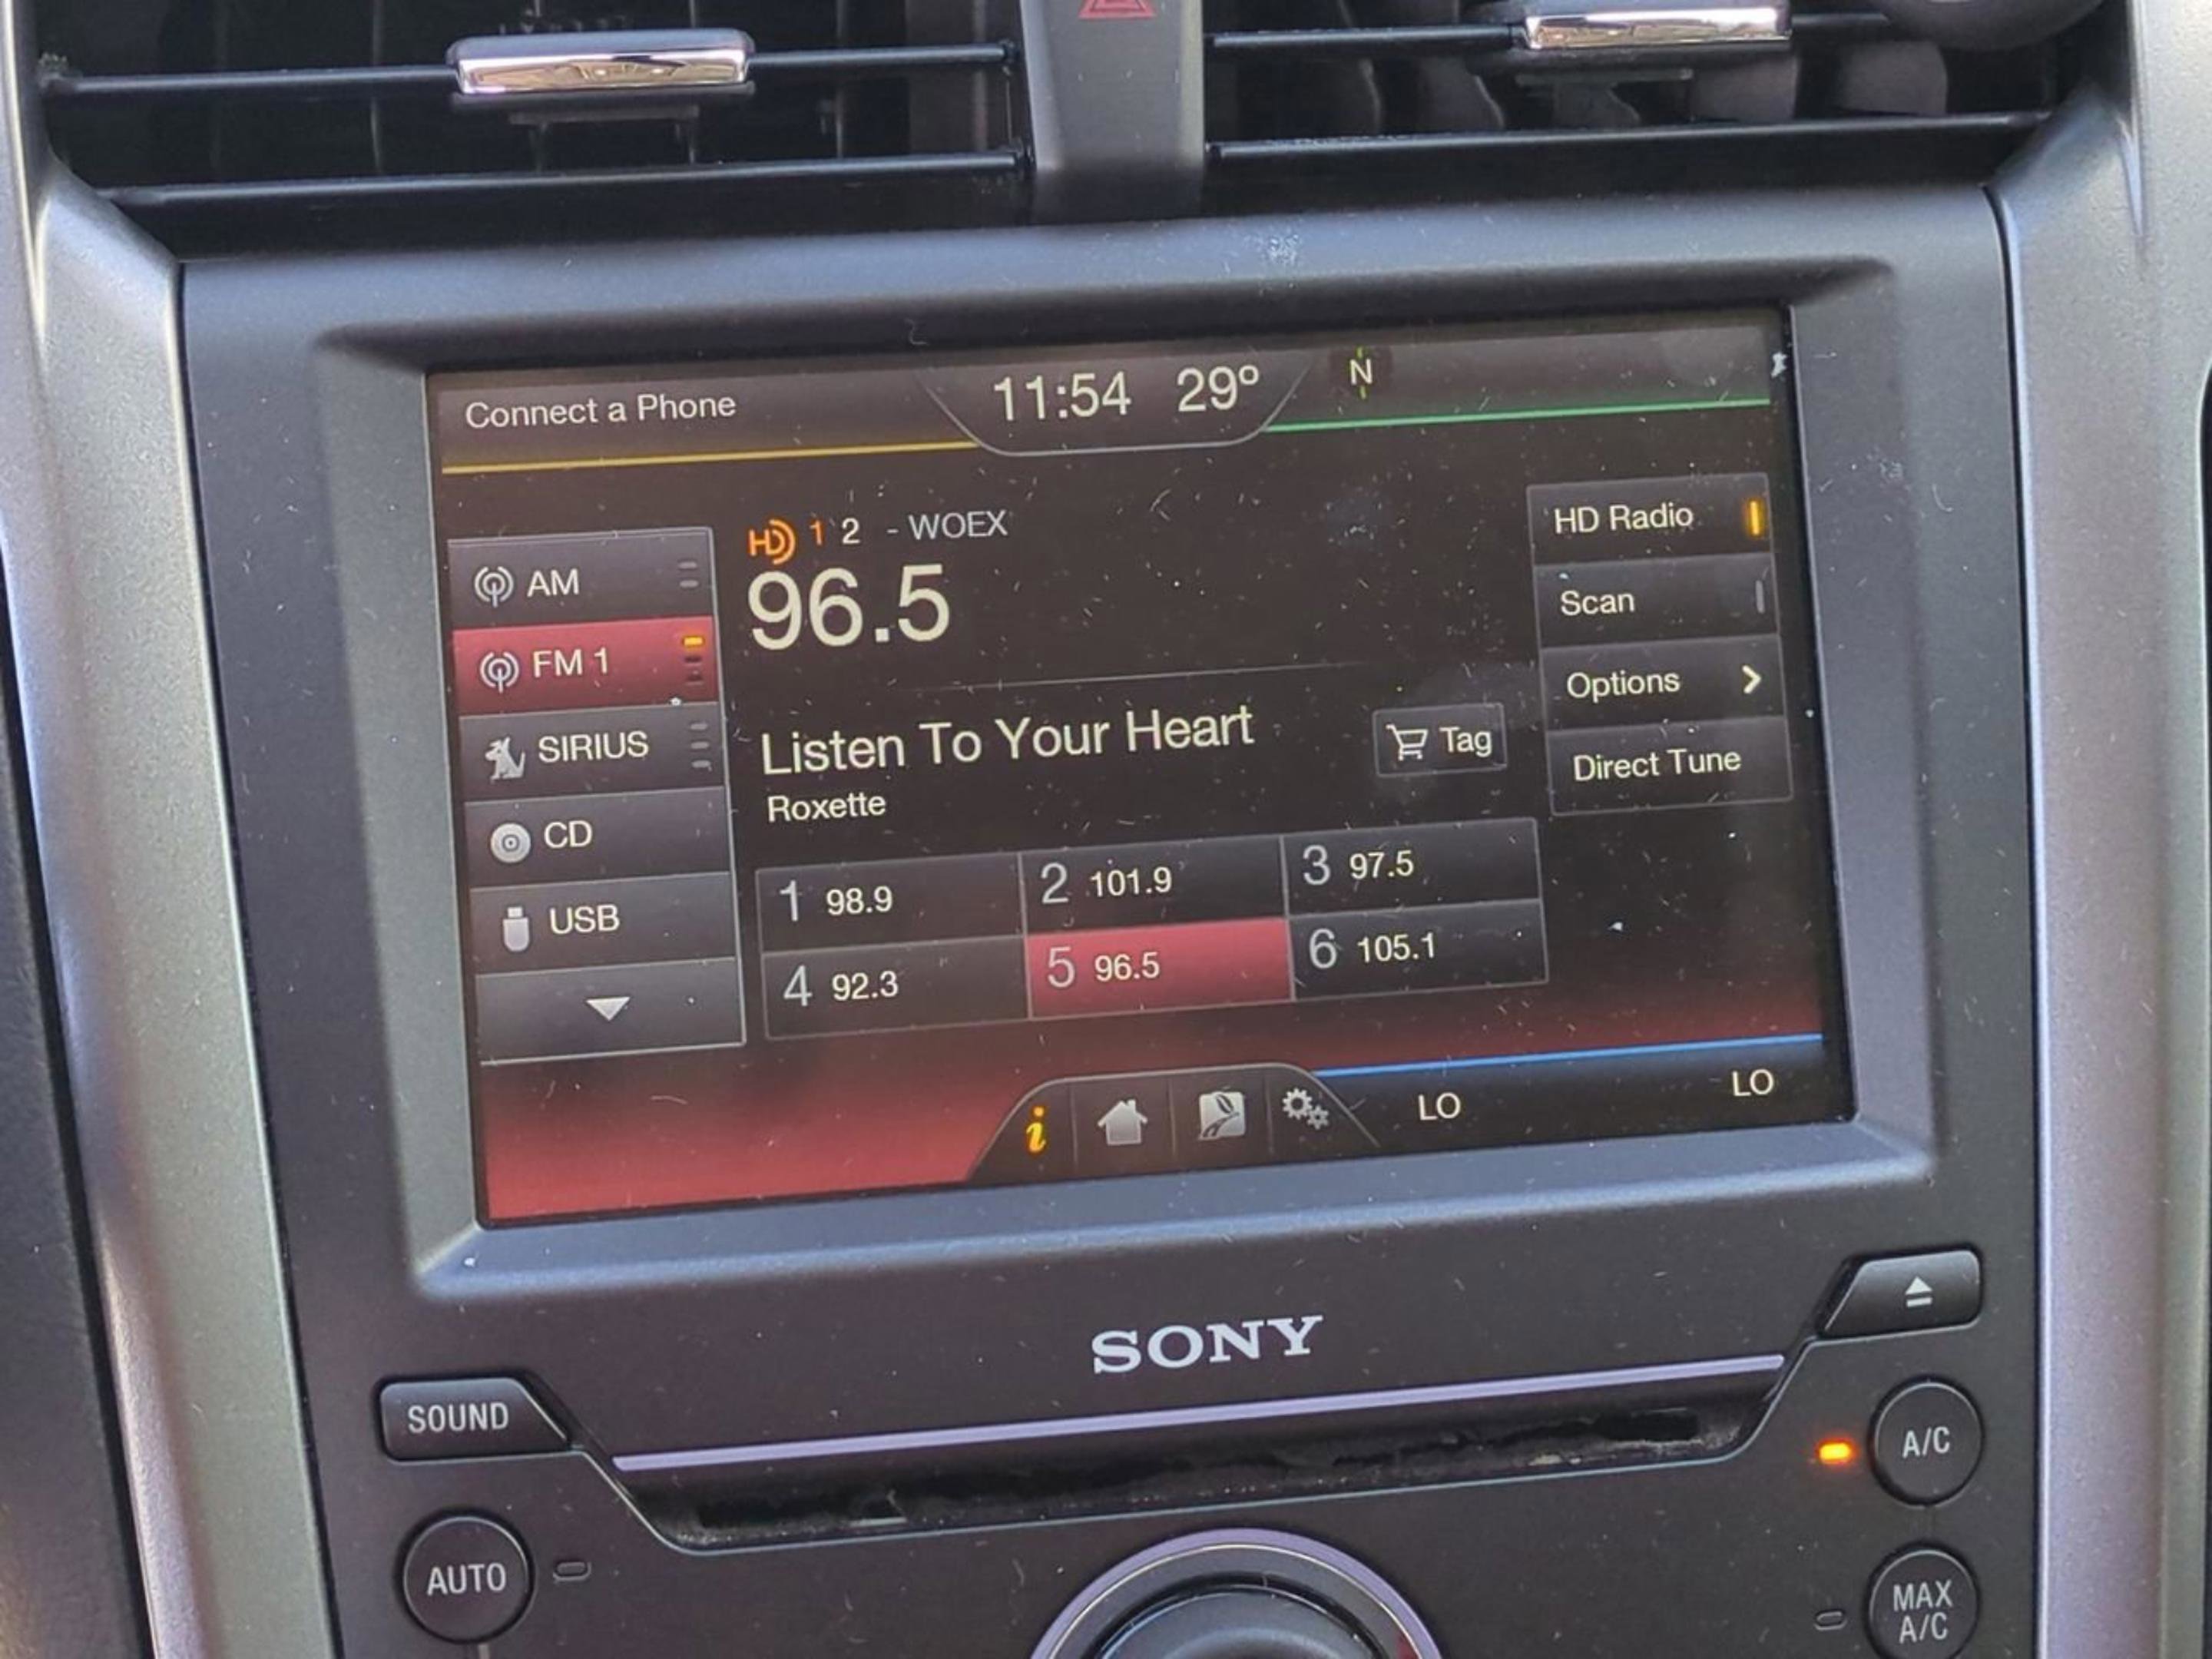 Connect a Phone
11:54 29º
N
HD 1 2 - WOEX
96.5
AM
FM 1
SIRIUS
CD
USB
Listen To Your Heart
Roxette
Tag
HD Radio
Scan
Options
Direct Tune
1 98.9
2 101.9
3 97.5
4 92.3
5 96.5
6 105.1
i
LO
LO
SONY
SOUND
A/C
AUTO
MAX
A/C